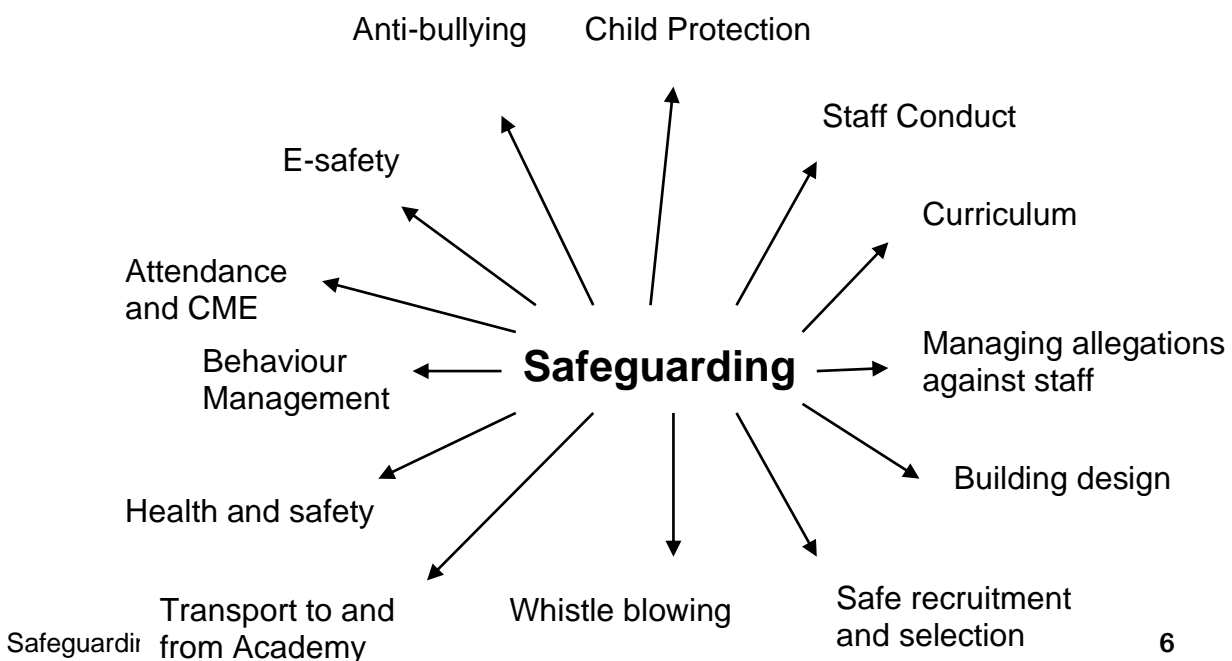 Anti-bullying
Child Protection
Staff Conduct
E-safety
Curriculum
Attendance
and CME
Behaviour
Management
Safeguarding
Managing allegations
against staff
Building design
Health and safety
Transport to and
from Academy
Whistle blowing
Safe recruitment
and selection
6